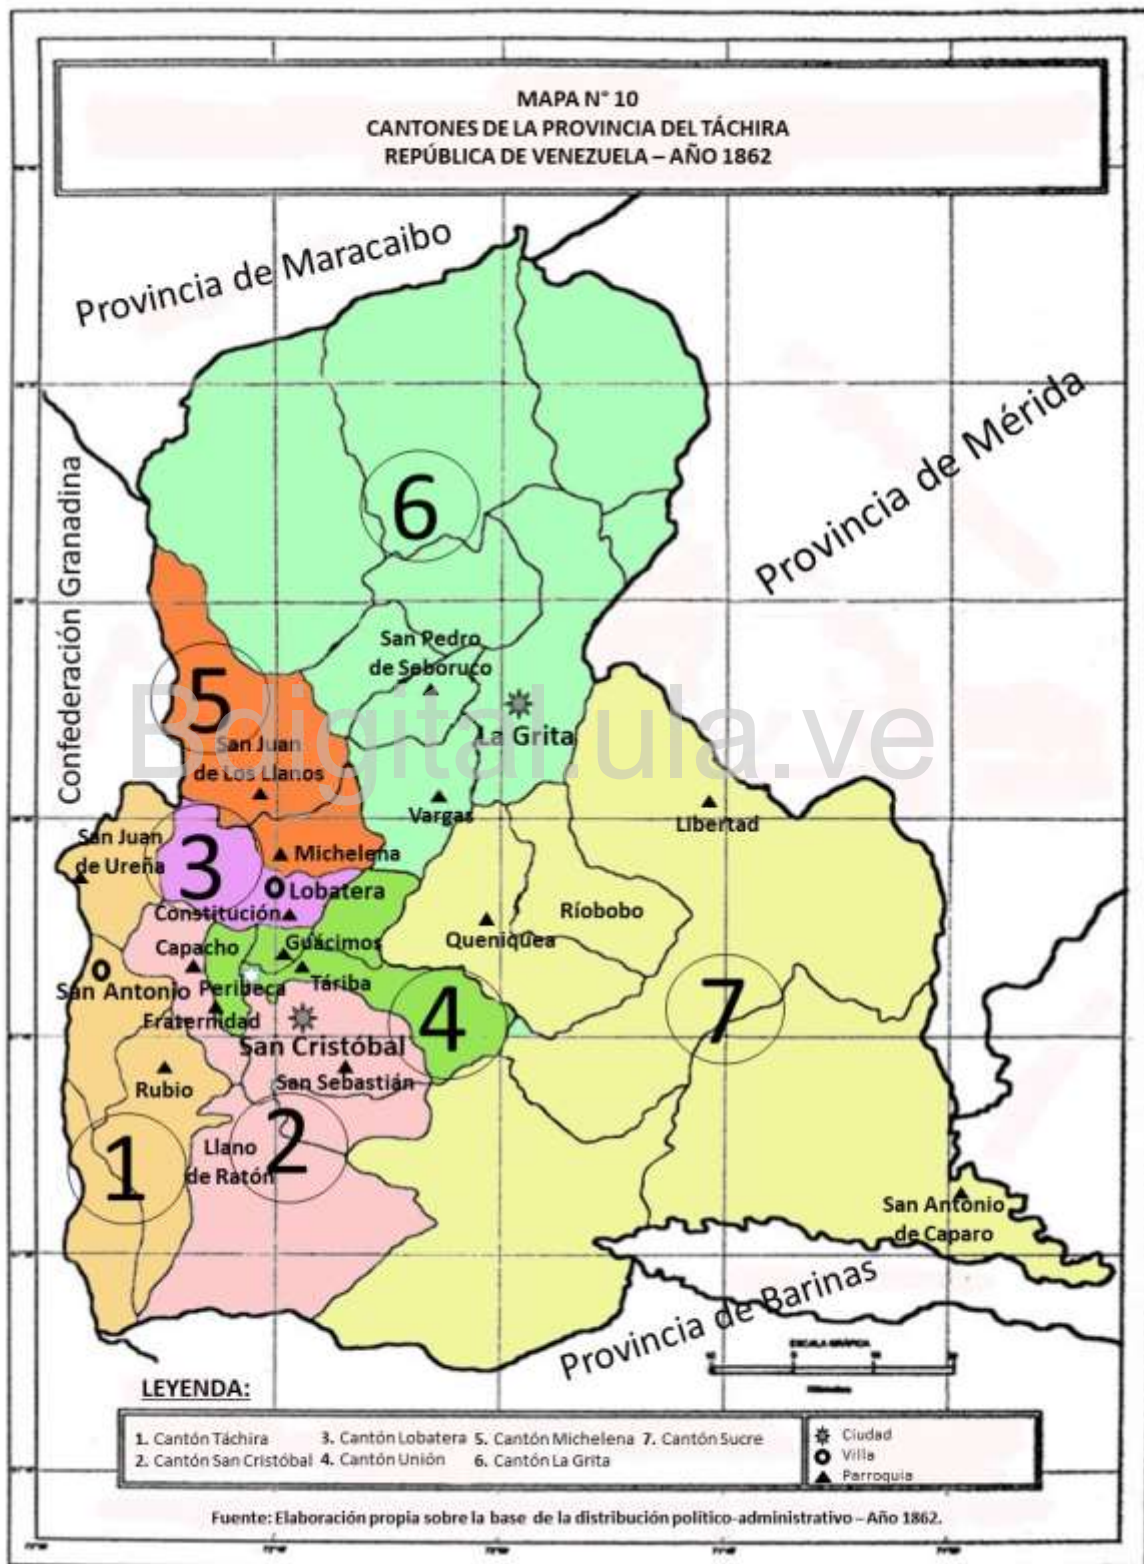 MAPA N° 10
CANTONES DE LA PROVINCIA DEL TÁCHIRA
REPÚBLICA DE VENEZUELA – AÑO 1862
Provincia de Maracaibo
Provincia de Mérida
Confederación Granadina
6
San Pedro
de Seboruco
5
La Grita
Bdigital.ula.ve
San Juan
de Los Llanos
Vargas
Libertad
San Juan
de Ureña
3
Michelena
Lobatera
Constitución
Ríobobo
Queniquea
Capacho
Guácimos
San Antonio
Peribeca
Táriba
Fraternidad
4
7
San Cristóbal
Rubio
San Sebastián
1
Llano
de Ratón
2
San Antonio
de Caparo
Provincia de Barinas
ESCALA GRÁFICA
LEYENDA:
1. Cantón Táchira
2. Cantón San Cristóbal
3. Cantón Lobatera
4. Cantón Unión
5. Cantón Michelena
6. Cantón La Grita
7. Cantón Sucre
Ciudad
Villa
Parroquia
Fuente: Elaboración propia sobre la base de la distribución político-administrativo – Año 1862.